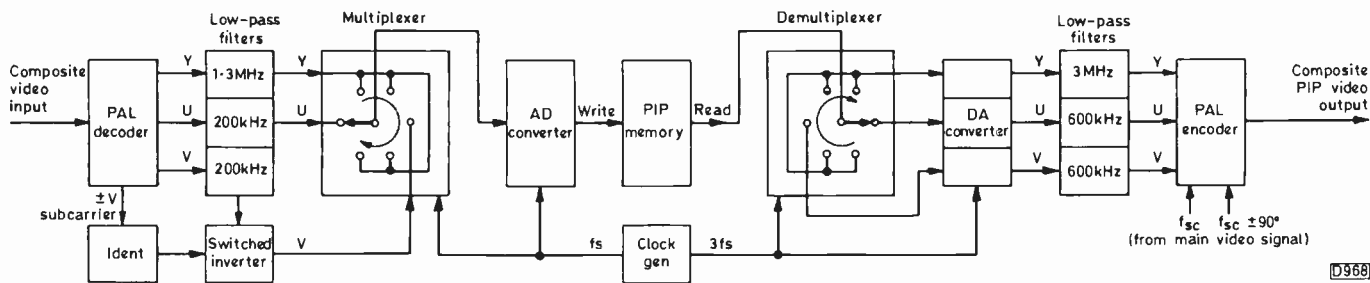 Composite
video
input
PAL
decoder
Y
U
V
±V
subcarrier
Ident
Low-pass
filters
1·3MHz
200kHz
200kHz
Switched
inverter
Y
U
V
Multiplexer
AD
converter
Write
PIP
memory
Read
fs
Clock
gen
3fs
Demultiplexer
DA
converter
Y
U
V
Low-pass
filters
3MHz
600kHz
600kHz
Y
U
V
PAL
encoder
fsc
fsc ±90°
(from main video signal)
Composite
PIP video
output
D968